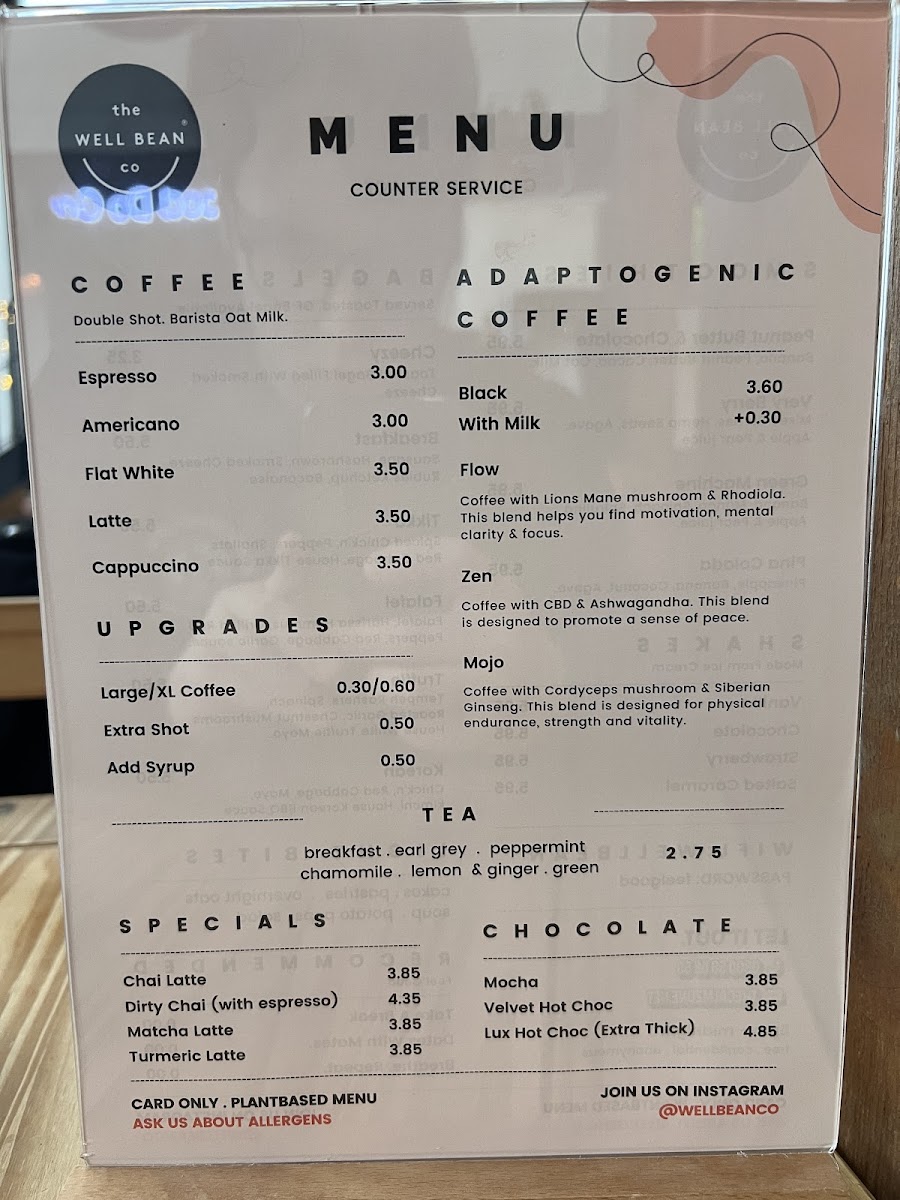 the
WELL BEAN
CO
MENU
COUNTER SERVICE
COFFEE
Double Shot. Barista Oat Milk.
Espresso 3.00
Americano 3.00
Flat White 3.50
Latte 3.50
Cappuccino 3.50
UPGRADES
Large/XL Coffee 0.30/0.60
Extra Shot 0.50
Add Syrup 0.50
ADAPTOGENIC
COFFEE
Black 3.60
With Milk +0.30
Flow
Coffee with Lions Mane mushroom & Rhodiola.
This blend helps you find motivation, mental
clarity & focus.
Zen
Coffee with CBD & Ashwagandha. This blend
is designed to promote a sense of peace.
Mojo
Coffee with Cordyceps mushroom & Siberian
Ginseng. This blend is designed for physical
endurance, strength and vitality.
TEA
breakfast . earl grey . peppermint 2.75
chamomile . lemon & ginger . green
SPECIALS
Chai Latte 3.85
Dirty Chai (with espresso) 4.35
Matcha Latte 3.85
Turmeric Latte 3.85
CHOCOLATE
Mocha 3.85
Velvet Hot Choc 3.85
Lux Hot Choc (Extra Thick) 4.85
CARD ONLY . PLANTBASED MENU
ASK US ABOUT ALLERGENS
JOIN US ON INSTAGRAM
@WELLBEANCO